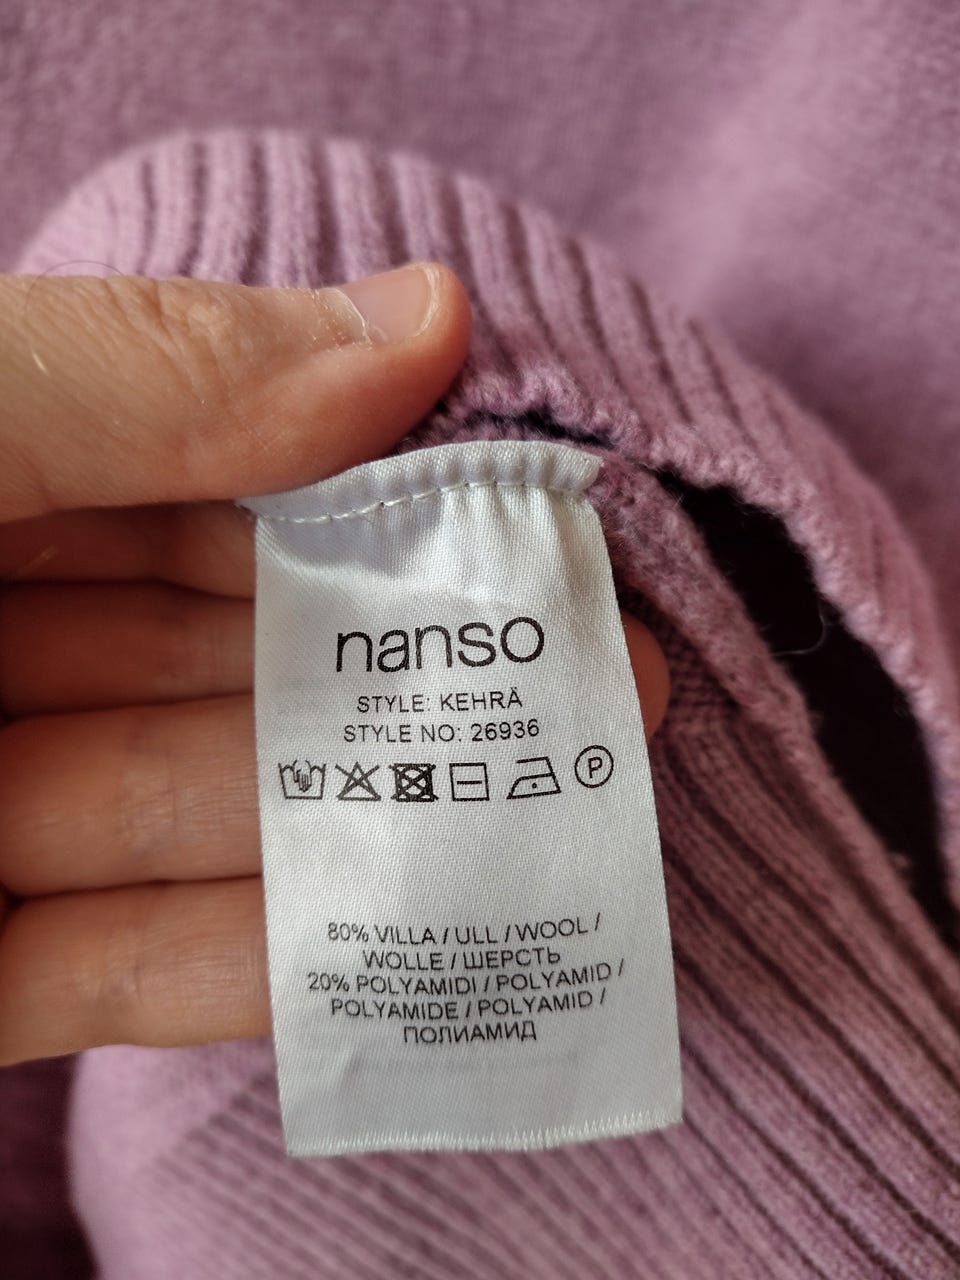 nanso
STYLE: KEHRÄ
STYLE NO: 26936
P
80% VILLA / ULL / WOOL /
WOLLE / ШЕРСТЬ
20% POLYAMIDI / POLYAMID /
POLYAMIDE / POLYAMID /
ПОЛИАМИД